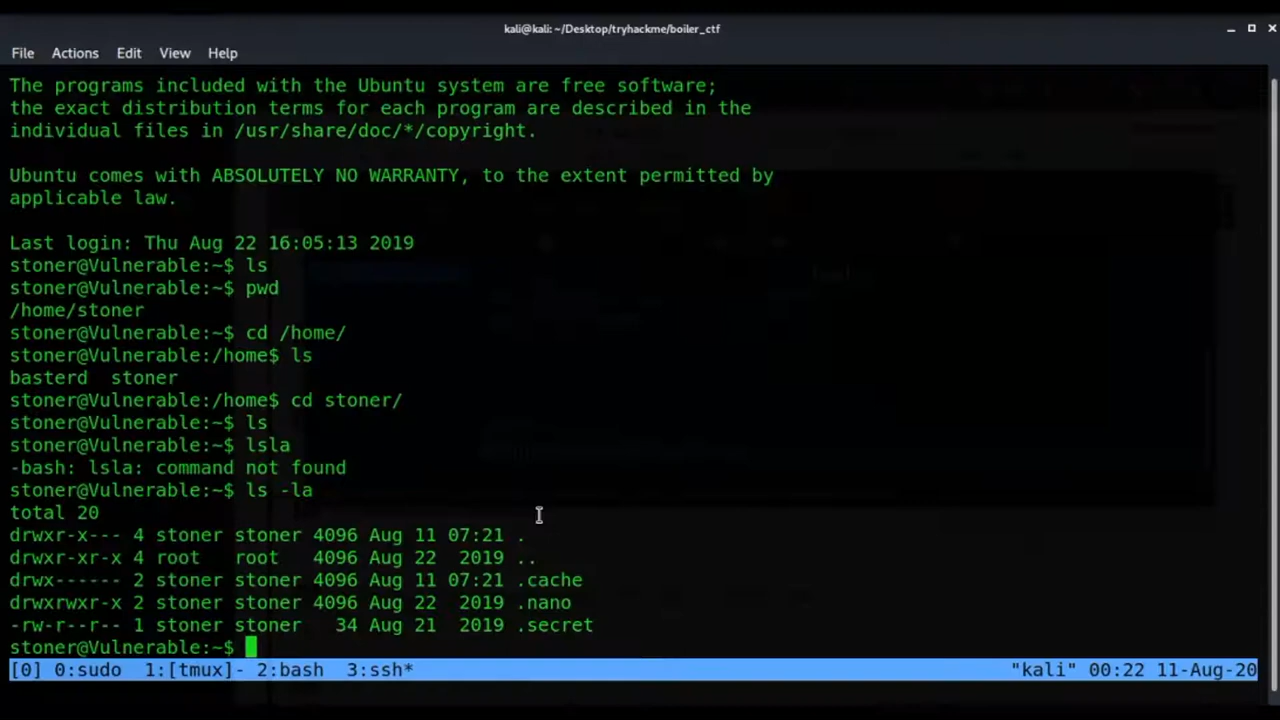 kali@kali: ~/Desktop/tryhackme/boiler_ctf
File Actions Edit View Help
The programs included with the Ubuntu system are free software;
the exact distribution terms for each program are described in the
individual files in /usr/share/doc/*/copyright.
Ubuntu comes with ABSOLUTELY NO WARRANTY, to the extent permitted by
applicable law.
Last login: Thu Aug 22 16:05:13 2019
stoner@Vulnerable:~$ ls
stoner@Vulnerable:~$ pwd
/home/stoner
stoner@Vulnerable:~$ cd /home/
stoner@Vulnerable:/home$ ls
basterd  stoner
stoner@Vulnerable:/home$ cd stoner/
stoner@Vulnerable:~$ ls
stoner@Vulnerable:~$ lsla
-bash: lsla: command not found
stoner@Vulnerable:~$ ls -la
total 20
drwxr-x--- 4 stoner stoner 4096 Aug 11 07:21 .
drwxr-xr-x 4 root   root   4096 Aug 22  2019 ..
drwx------ 2 stoner stoner 4096 Aug 11 07:21 .cache
drwxrwxr-x 2 stoner stoner 4096 Aug 22  2019 .nano
-rw-r--r-- 1 stoner stoner   34 Aug 21  2019 .secret
stoner@Vulnerable:~$
[0] 0:sudo  1:[tmux]- 2:bash  3:ssh* "kali" 00:22 11-Aug-20